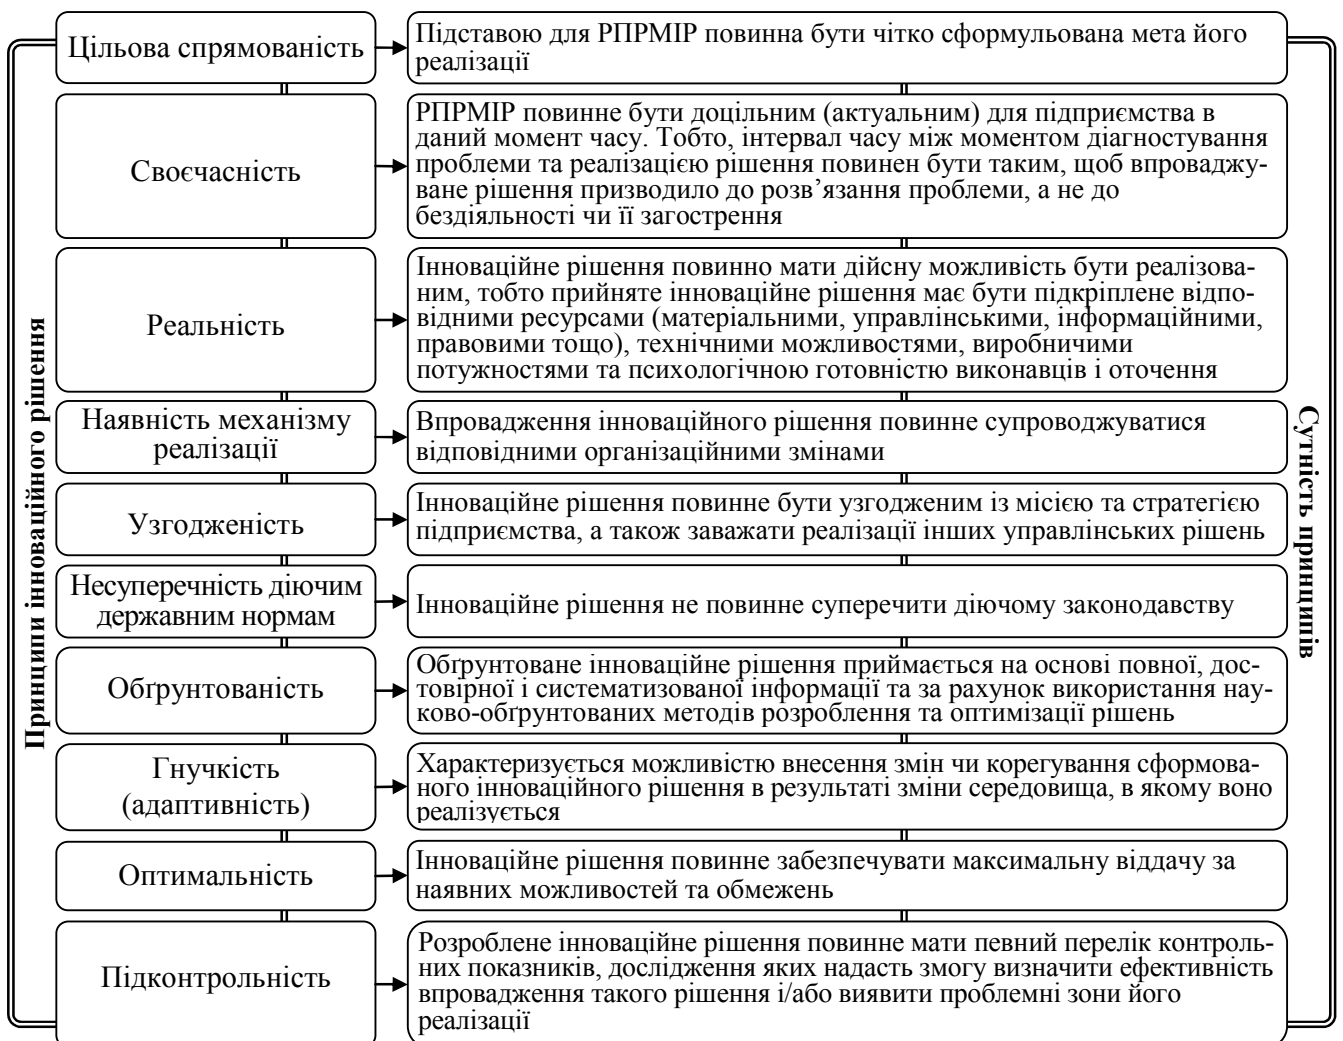 Принципи інноваційного рішення
Цільова спрямованість
Підставою для РПРМІР повинна бути чітко сформульована мета його
реалізації
Своєчасність
РПРМІР повинне бути доцільним (актуальним) для підприємства в
даний момент часу. Тобто, інтервал часу між моментом діагностування
проблеми та реалізацією рішення повинен бути таким, щоб впроваджу-
ване рішення призводило до розв’язання проблеми, а не до
бездіяльності чи її загострення
Реальність
Інноваційне рішення повинно мати дійсну можливість бути реалізова-
ним, тобто прийняте інноваційне рішення має бути підкріплене відпо-
відними ресурсами (матеріальними, управлінськими, інформаційними,
правовими тощо), технічними можливостями, виробничими
потужностями та психологічною готовністю виконавців і оточення
Наявність механізму
реалізації
Впровадження інноваційного рішення повинне супроводжуватися
відповідними організаційними змінами
Узгодженість
Інноваційне рішення повинне бути узгодженим із місією та стратегією
підприємства, а також заважати реалізації інших управлінських рішень
Несуперечність діючим
державним нормам
Інноваційне рішення не повинне суперечити діючому законодавству
Обґрунтованість
Обґрунтоване інноваційне рішення приймається на основі повної, дос-
товірної і систематизованої інформації та за рахунок використання нау-
ково-обґрунтованих методів розроблення та оптимізації рішень
Гнучкість
(адаптивність)
Характеризується можливістю внесення змін чи корегування сформова-
ного інноваційного рішення в результаті зміни середовища, в якому воно
реалізується
Оптимальність
Інноваційне рішення повинне забезпечувати максимальну віддачу за
наявних можливостей та обмежень
Підконтрольність
Розроблене інноваційне рішення повинне мати певний перелік контроль-
них показників, дослідження яких надасть змогу визначити ефективність
впровадження такого рішення і/або виявити проблемні зони його
реалізації
Сутність принципів